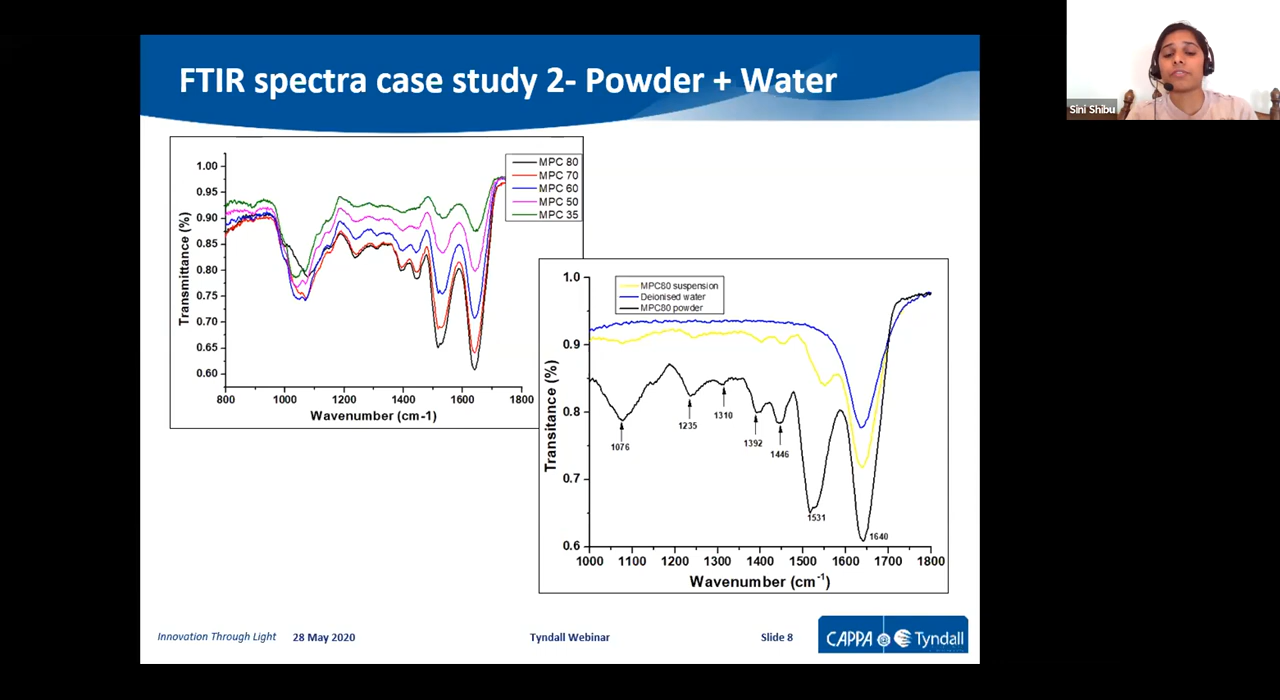 FTIR spectra case study 2- Powder + Water
Sini Shibu
MPC 80
MPC 70
MPC 60
MPC 50
MPC 35
1.00
0.95
0.90
0.85
0.80
0.75
0.70
0.65
0.60
Transmittance (%)
800
1000
1200
1400
1600
1800
Wavenumber (cm-1)
MPC80 suspension
Deionised water
MPC80 powder
1.0
0.9
0.8
0.7
0.6
Transitance (%)
1076
1235
1310
1392
1446
1531
1640
1000
1100
1200
1300
1400
1500
1600
1700
1800
Wavenumber (cm-1)
Innovation Through Light
28 May 2020
Tyndall Webinar
Slide 8
CAPPA @ Tyndall